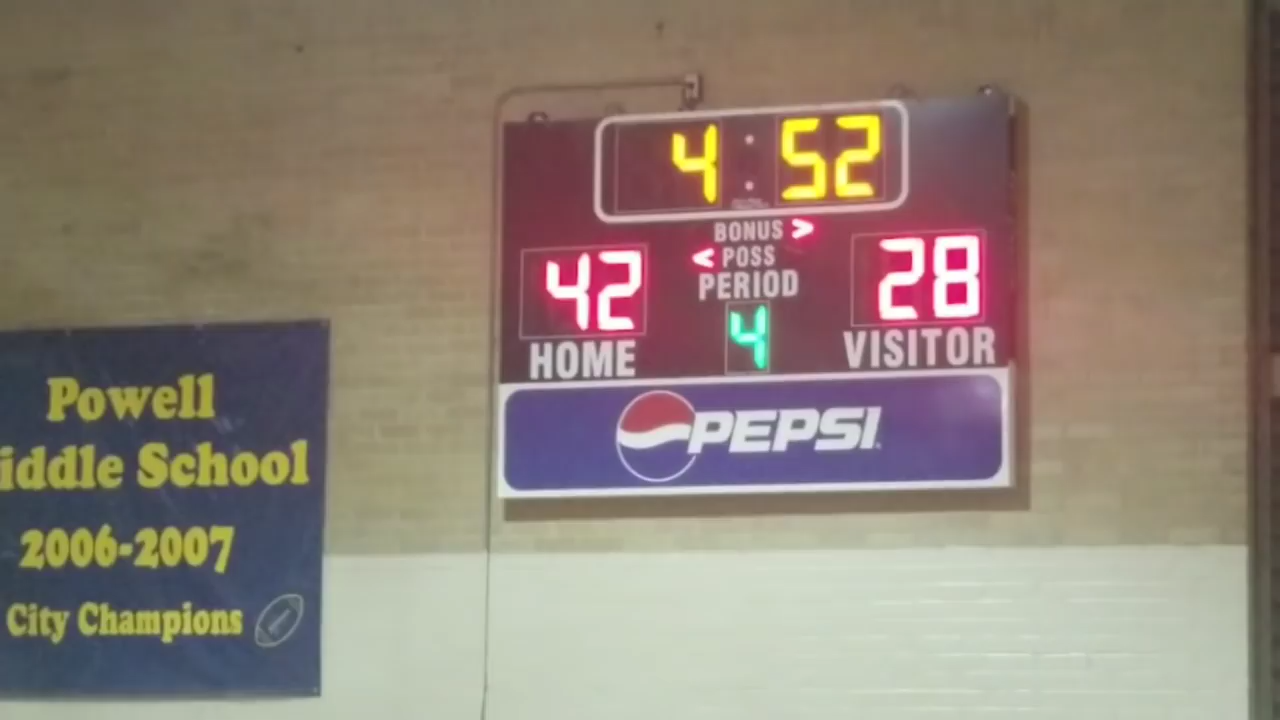 Powell
iddle School
2006-2007
City Champions
4:52
BONUS >
< POSS
PERIOD
42
4
28
HOME
VISITOR
PEPSI